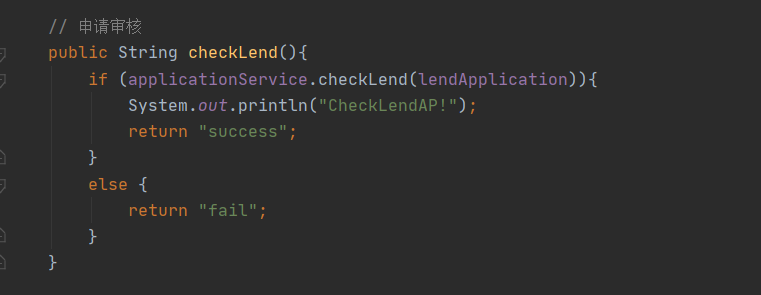 // 申请审核
public String checkLend(){
if (applicationService.checkLend(lendApplication)){
System.out.println("CheckLendAP!");
return "success";
}
else {
return "fail";
}
}